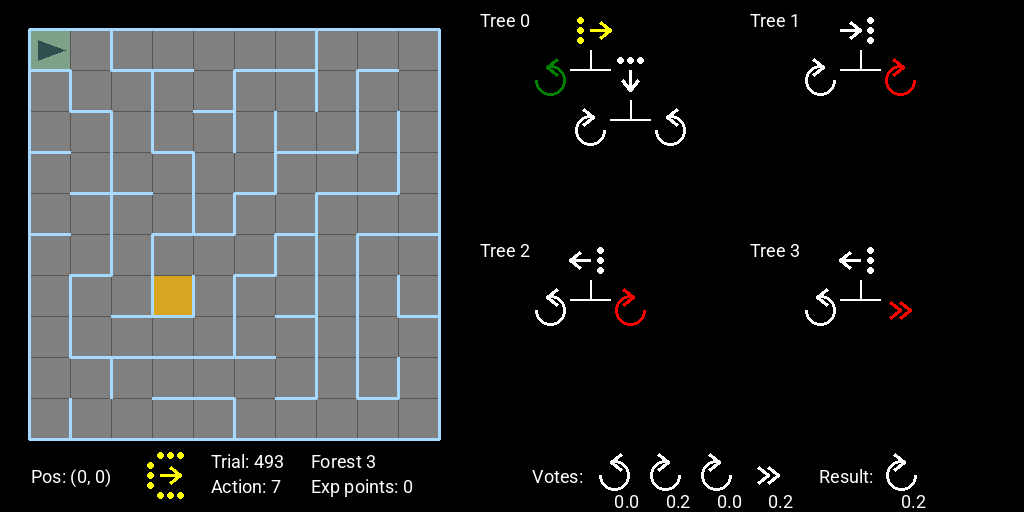 Tree 0
Tree 1
Tree 2
Tree 3
Pos: (0, 0)
Trial: 493
Forest 3
Action: 7
Exp points: 0
Votes:
0.0
0.2
0.0
0.2
Result:
0.2